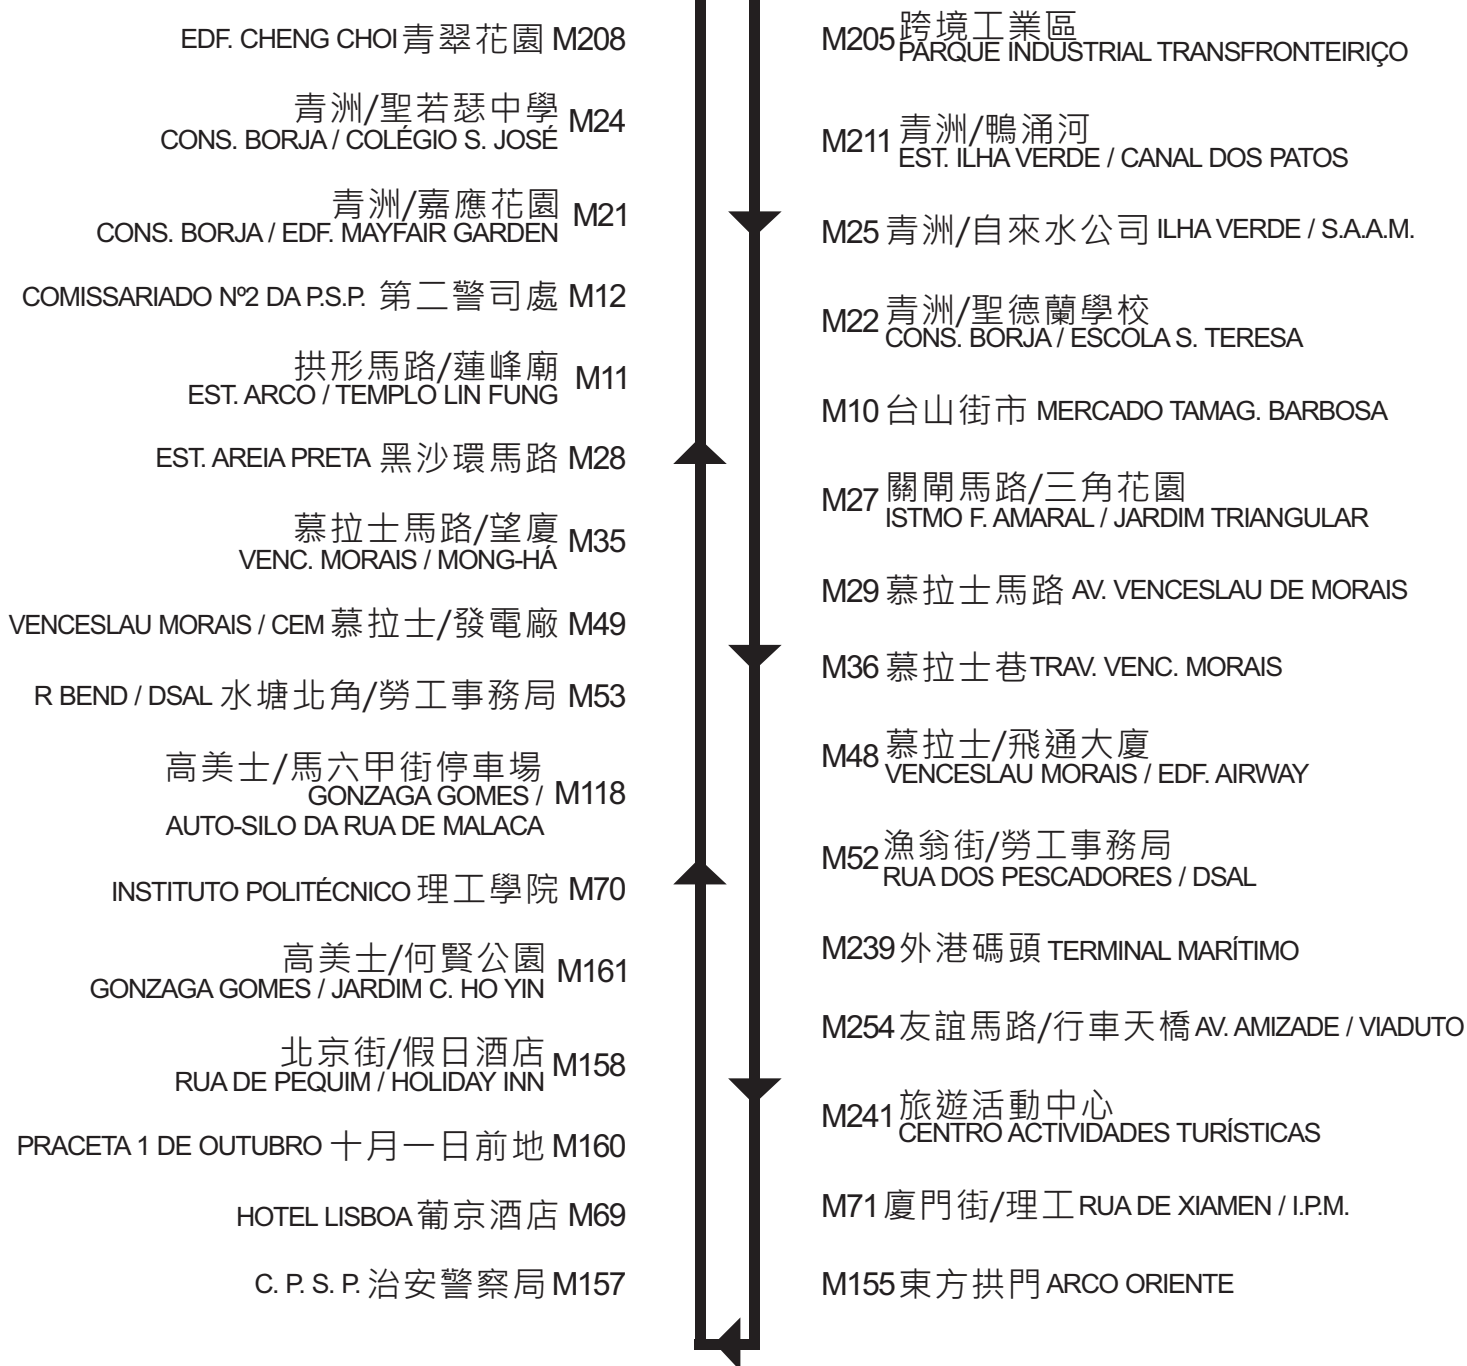 EDF. CHENG CHOI 青翠花園 M208
青洲/聖若瑟中學 M24
CONS. BORJA / COLÉGIO S. JOSÉ
青洲/嘉應花園 M21
CONS. BORJA / EDF. MAYFAIR GARDEN
COMISSARIADO Nº2 DA P.S.P. 第二警司處 M12
拱形馬路/蓮峰廟 M11
EST. ARCO / TEMPLO LIN FUNG
EST. AREIA PRETA 黑沙環馬路 M28
慕拉士馬路/望廈 M35
VENC. MORAIS / MONG-HÁ
VENCESLAU MORAIS / CEM 慕拉士/發電廠 M49
R BEND / DSAL 水塘北角/勞工事務局 M53
高美士/馬六甲街停車場
GONZAGA GOMES / M118
AUTO-SILO DA RUA DE MALACA
INSTITUTO POLITÉCNICO 理工學院 M70
高美士/何賢公園 M161
GONZAGA GOMES / JARDIM C. HO YIN
北京街/假日酒店 M158
RUA DE PEQUIM / HOLIDAY INN
PRACETA 1 DE OUTUBRO 十月一日前地 M160
HOTEL LISBOA 葡京酒店 M69
C. P. S. P. 治安警察局 M157
M205 跨境工業區
PARQUE INDUSTRIAL TRANSFRONTEIRIÇO
M211 青洲/鴨涌河
EST. ILHA VERDE / CANAL DOS PATOS
M25 青洲/自來水公司 ILHA VERDE / S.A.A.M.
M22 青洲/聖德蘭學校
CONS. BORJA / ESCOLA S. TERESA
M10 台山街市 MERCADO TAMAG. BARBOSA
M27 關閘馬路/三角花園
ISTMO F. AMARAL / JARDIM TRIANGULAR
M29 慕拉士馬路 AV. VENCESLAU DE MORAIS
M36 慕拉士巷 TRAV. VENC. MORAIS
M48 慕拉士/飛通大廈
VENCESLAU MORAIS / EDF. AIRWAY
M52 漁翁街/勞工事務局
RUA DOS PESCADORES / DSAL
M239 外港碼頭 TERMINAL MARÍTIMO
M254 友誼馬路/行車天橋 AV. AMIZADE / VIADUTO
M241 旅遊活動中心
CENTRO ACTIVIDADES TURÍSTICAS
M71 廈門街/理工 RUA DE XIAMEN / I.P.M.
M155 東方拱門 ARCO ORIENTE